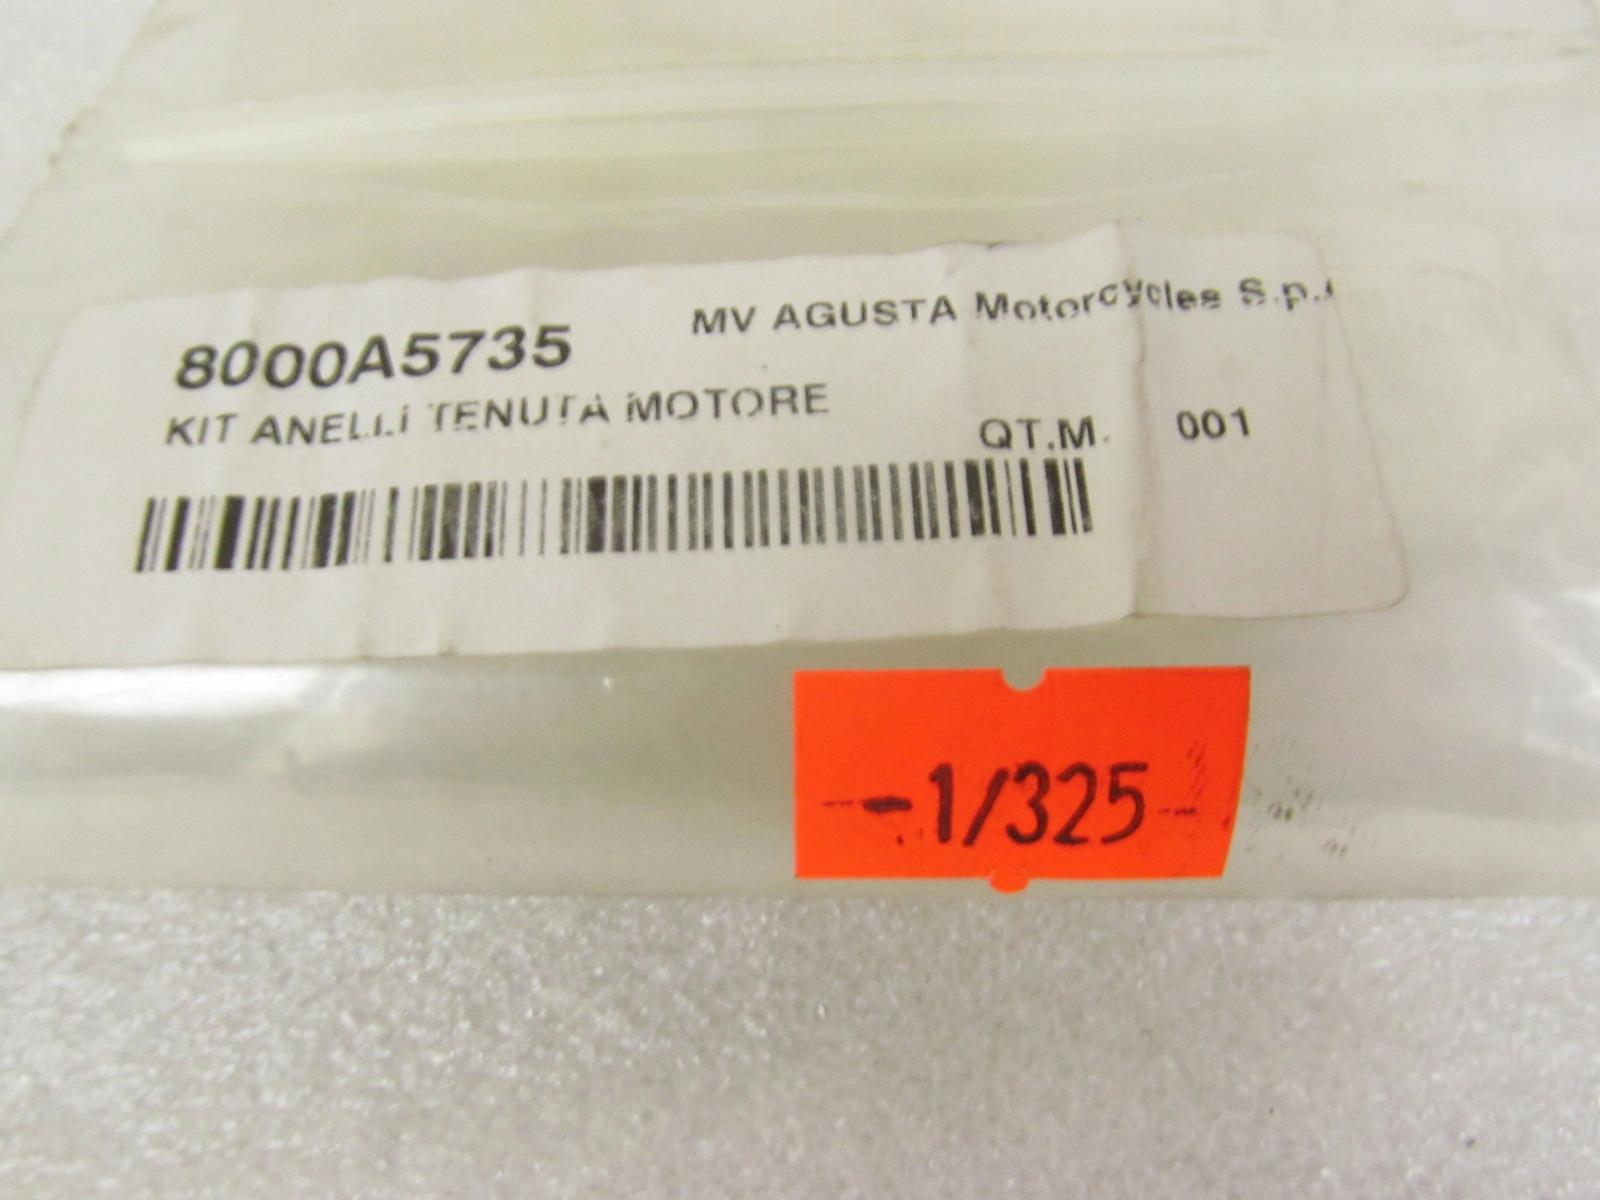 MV AGUSTA Motorcycles S.p.
8000A5735
KIT ANELLI TENUTA MOTORE
QT.M. 001
-1/325-